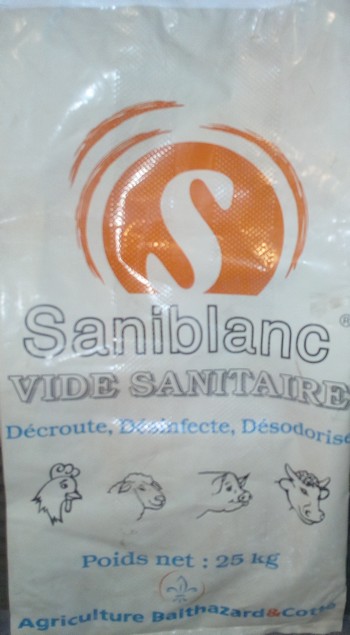 S
Saniblanc ®
VIDE SANITAIRE
Décroute, Désinfecte, Désodorise
Poids net : 25 kg
Agriculture Balthazard & Cotte